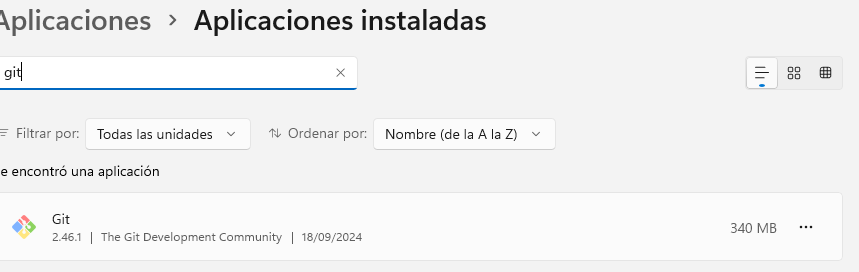 Aplicaciones > Aplicaciones instaladas
git
Filtrar por: Todas las unidades Ordenar por: Nombre (de la A la Z)
e encontró una aplicación
Git
2.46.1 | The Git Development Community | 18/09/2024
340 MB